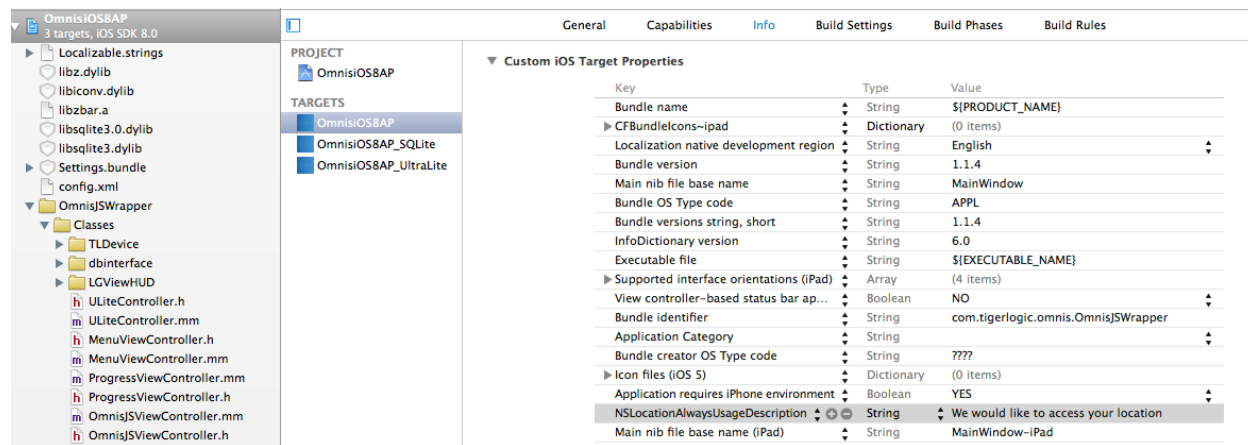 OmnisiOS8AP
3 targets, iOS SDK 8.0
Localizable.strings
libz.dylib
libiconv.dylib
libzbar.a
libsqlite3.0.dylib
libsqlite3.dylib
Settings.bundle
config.xml
OmnisJSWrapper
Classes
TLDevice
dbinterface
LGViewHUD
h ULiteController.h
m ULiteController.mm
h MenuViewController.h
m MenuViewController.mm
m ProgressViewController.mm
h ProgressViewController.h
m OmnisJSViewController.mm
h OmnisJSViewController.h
PROJECT
OmnisiOS8AP
TARGETS
OmnisiOS8AP
OmnisiOS8AP_SQLite
OmnisiOS8AP_UltraLite
General Capabilities Info Build Settings Build Phases Build Rules
Custom iOS Target Properties
Key Type Value
Bundle name String ${PRODUCT_NAME}
CFBundleIcons~ipad Dictionary (0 items)
Localization native development region String English
Bundle version String 1.1.4
Main nib file base name String MainWindow
Bundle OS Type code String APPL
Bundle versions string, short String 1.1.4
InfoDictionary version String 6.0
Executable file String ${EXECUTABLE_NAME}
Supported interface orientations (iPad) Array (4 items)
View controller-based status bar ap... Boolean NO
Bundle identifier String com.tigerlogic.omnis.OmnisJSWrapper
Application Category String
Bundle creator OS Type code String ????
Icon files (iOS 5) Dictionary (0 items)
Application requires iPhone environment Boolean YES
NSLocationAlwaysUsageDescription String We would like to access your location
Main nib file base name (iPad) String MainWindow-iPad